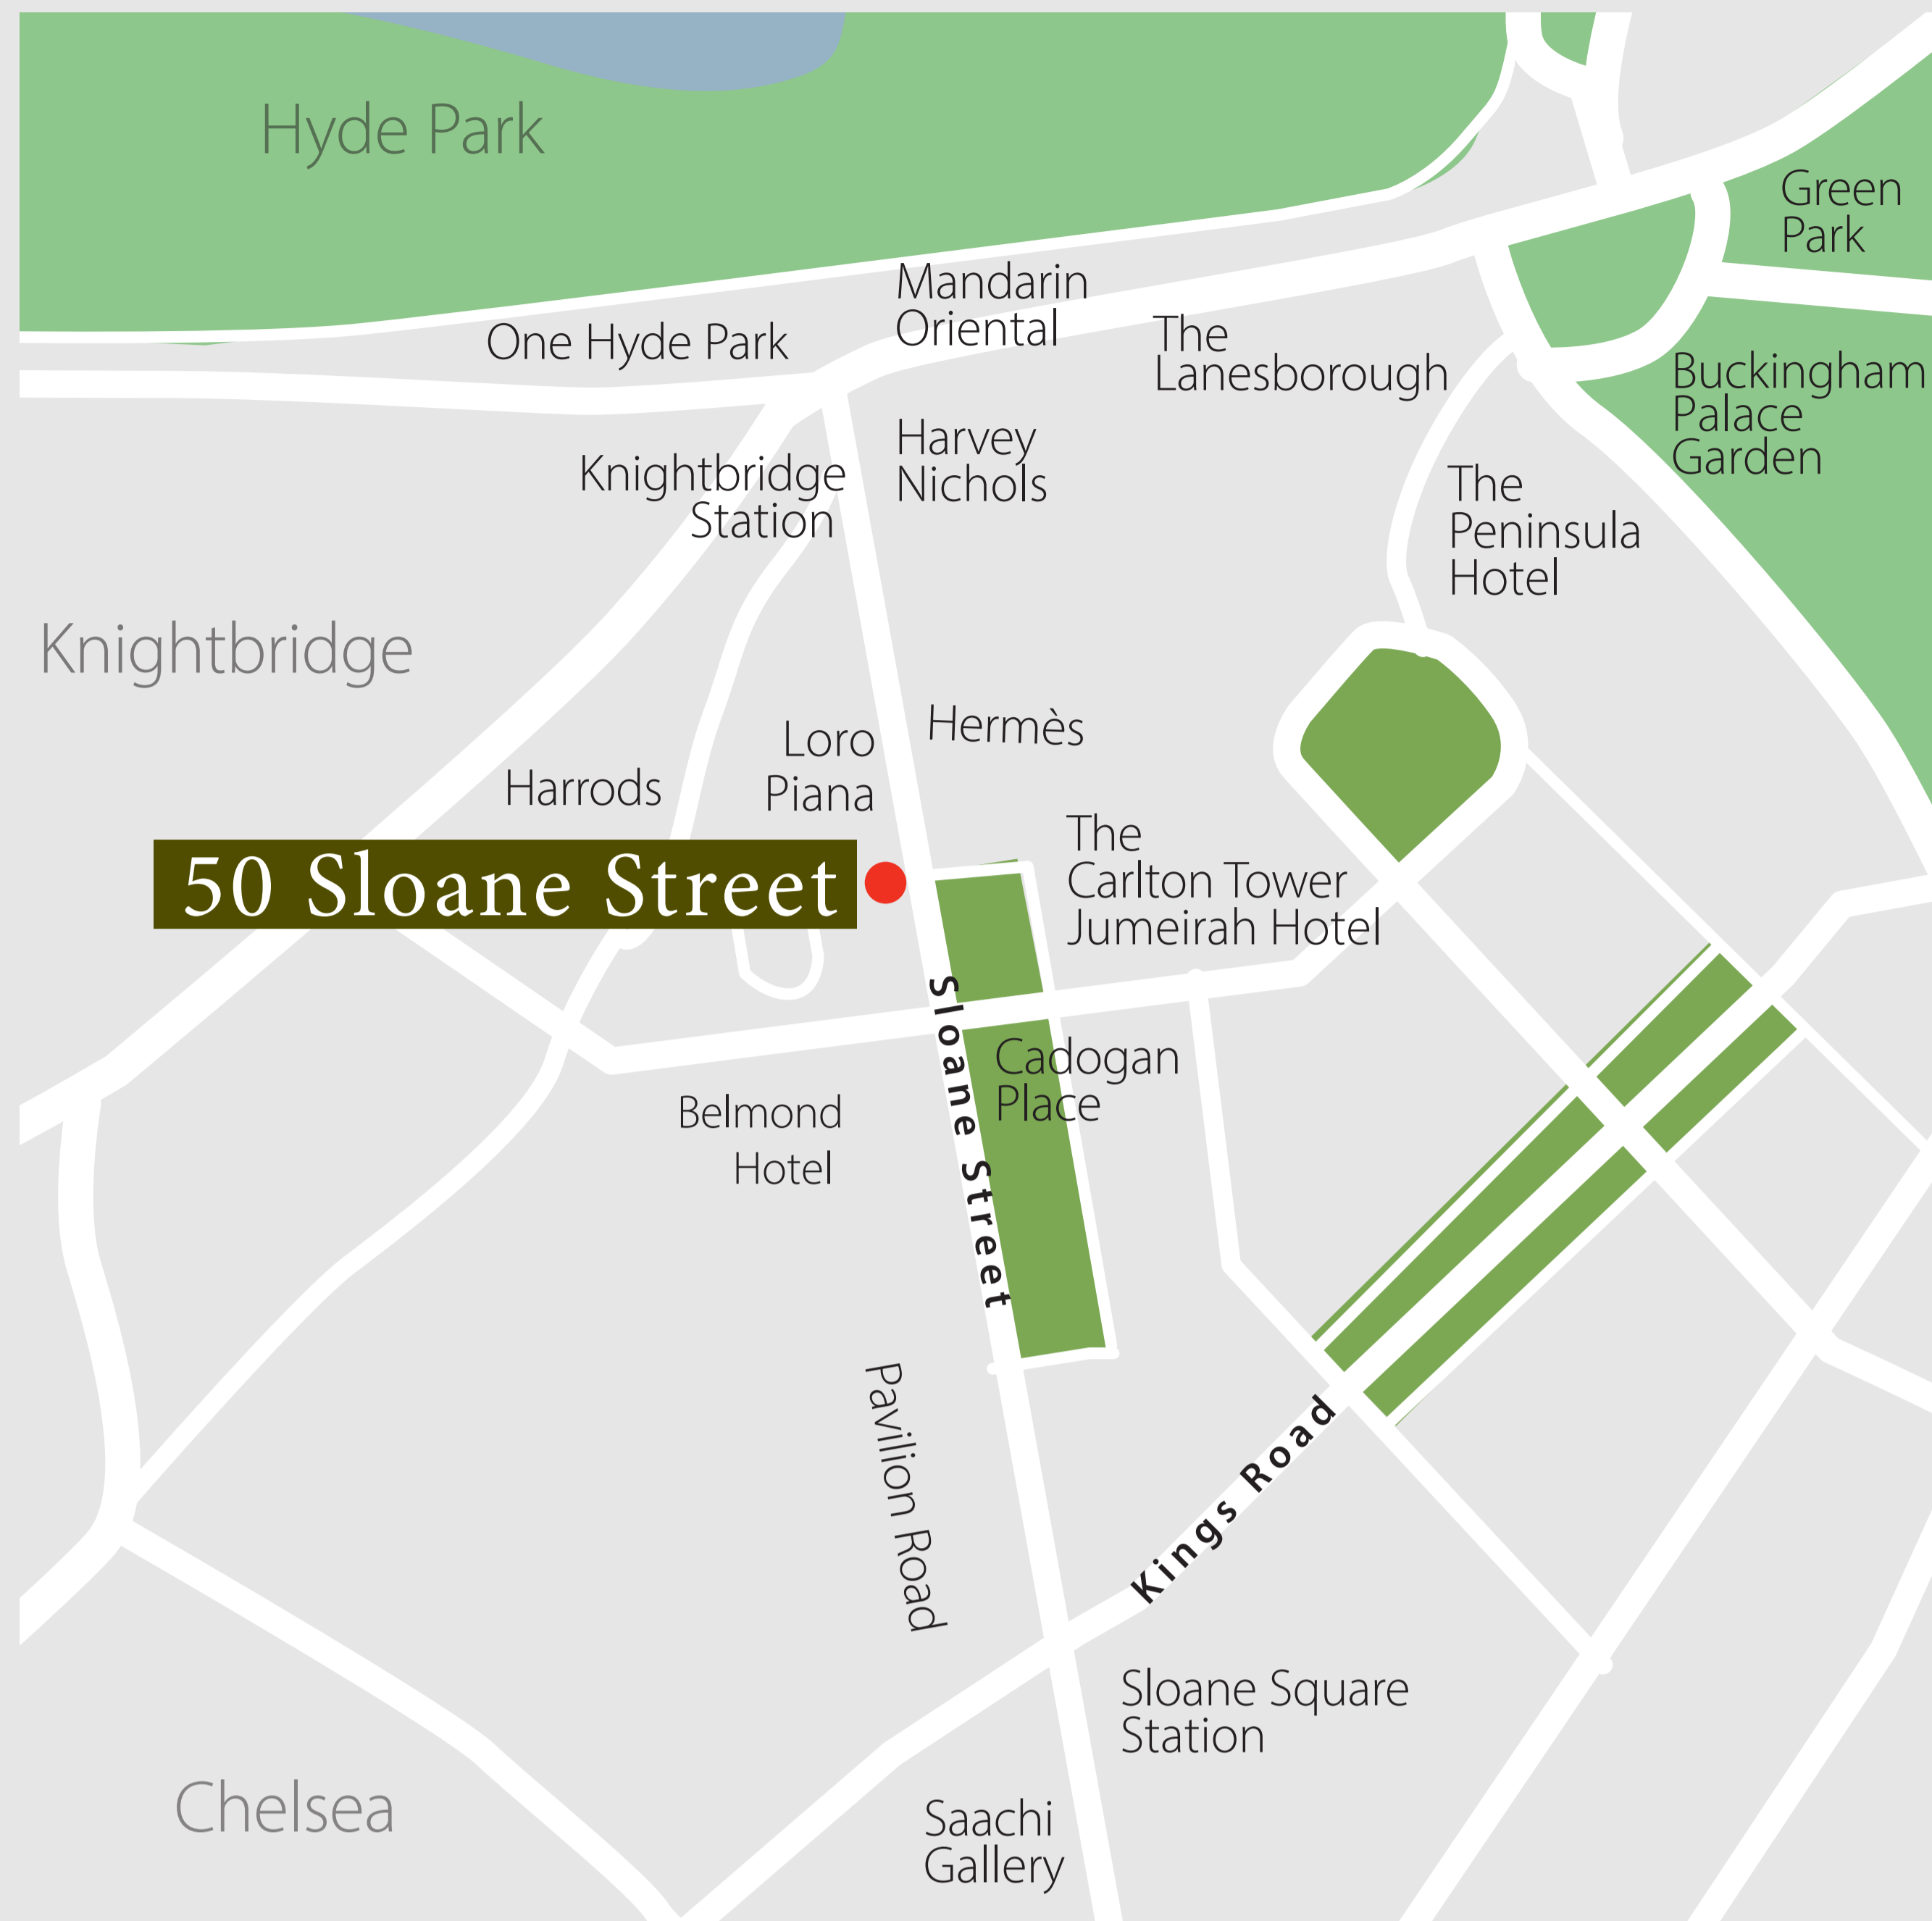 Hyde Park
Green
Park
Mandarin
Oriental
One Hyde Park
The
Lanesborough
Buckingham
Palace
Garden
Harvey
Nichols
Knightbridge
Station
The
Peninsula
Hotel
Knightbridge
Hermès
Loro
Piana
Harrods
The
Carlton Tower
Jumeirah Hotel
50 Sloane Street
Sloane Street
Cadogan
Place
Belmond
Hotel
Pavilion Road
Kings Road
Sloane Square
Station
Chelsea
Saachi
Gallery